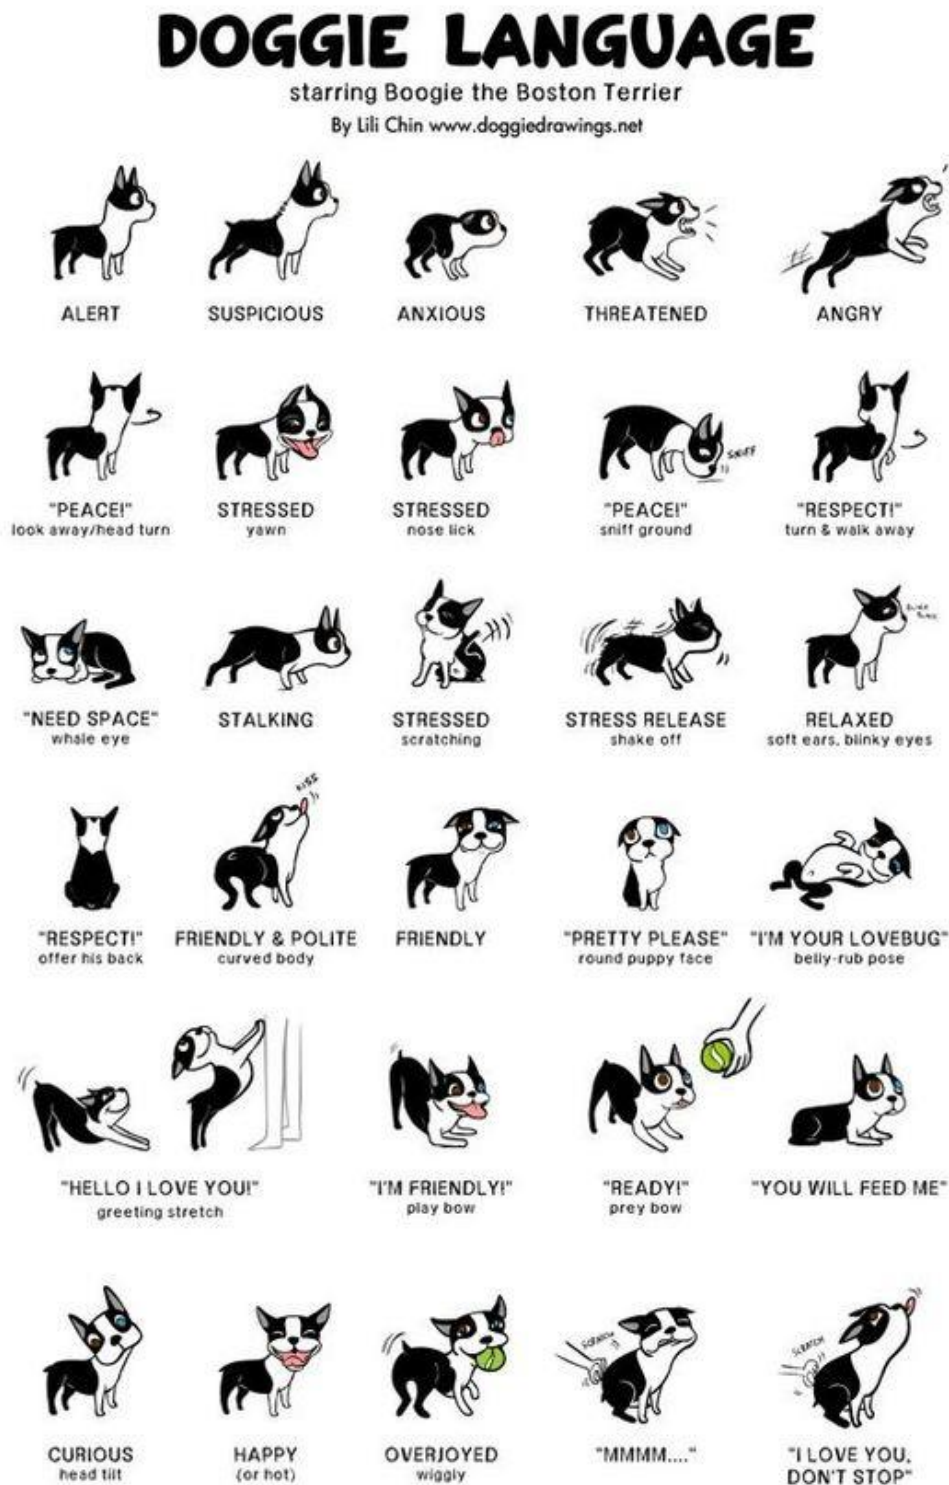 DOGGIE LANGUAGE
starring Boogie the Boston Terrier
By Lili Chin www.doggiedrawings.net
ALERT
SUSPICIOUS
ANXIOUS
THREATENED
ANGRY
"PEACE!"
look away/head turn
STRESSED
yawn
STRESSED
nose lick
SNIFF
"PEACE!"
sniff ground
"RESPECT!"
turn & walk away
"NEED SPACE"
whale eye
STALKING
STRESSED
scratching
STRESS RELEASE
shake off
RELAXED
soft ears, blinky eyes
"RESPECT!"
offer his back
KISS
FRIENDLY & POLITE
curved body
FRIENDLY
"PRETTY PLEASE"
round puppy face
"I'M YOUR LOVEBUG"
belly-rub pose
"HELLO I LOVE YOU!"
greeting stretch
"I'M FRIENDLY!"
play bow
"READY!"
prey bow
"YOU WILL FEED ME"
CURIOUS
head tilt
HAPPY
(or hot)
OVERJOYED
wiggly
SCRATCH
"MMMM...."
SCRATCH
"I LOVE YOU,
DON'T STOP"